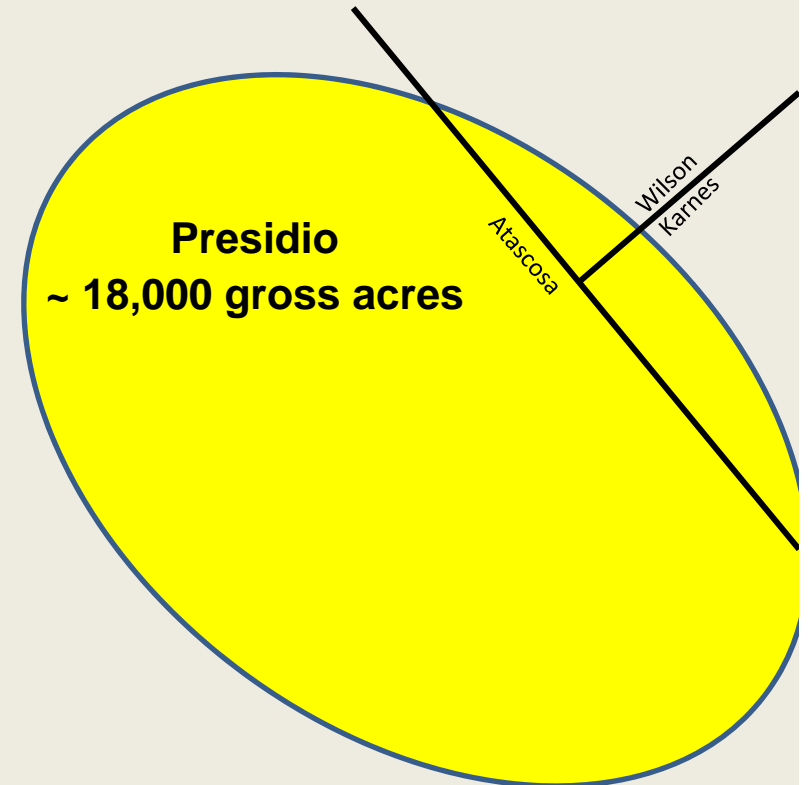 Presidio
~ 18,000 gross acres
Atascosa
Wilson
Karnes